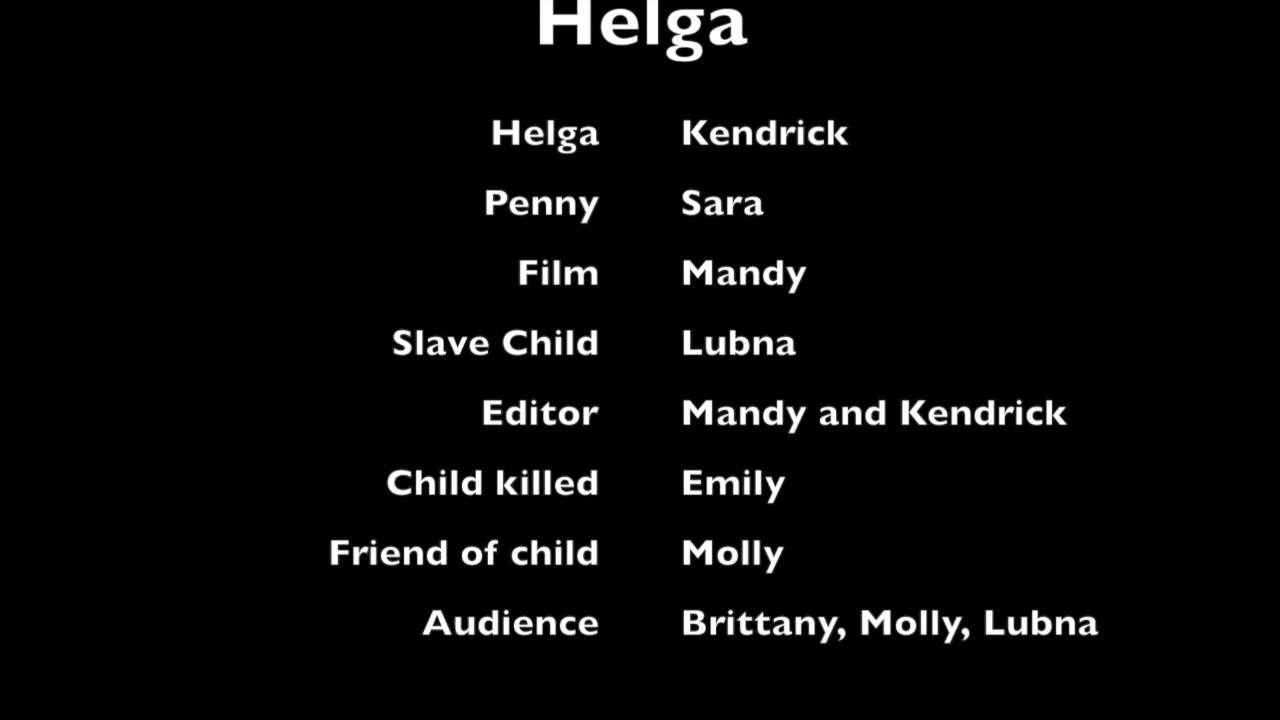 Helga
Helga Kendrick
Penny Sara
Film Mandy
Slave Child Lubna
Editor Mandy and Kendrick
Child killed Emily
Friend of child Molly
Audience Brittany, Molly, Lubna